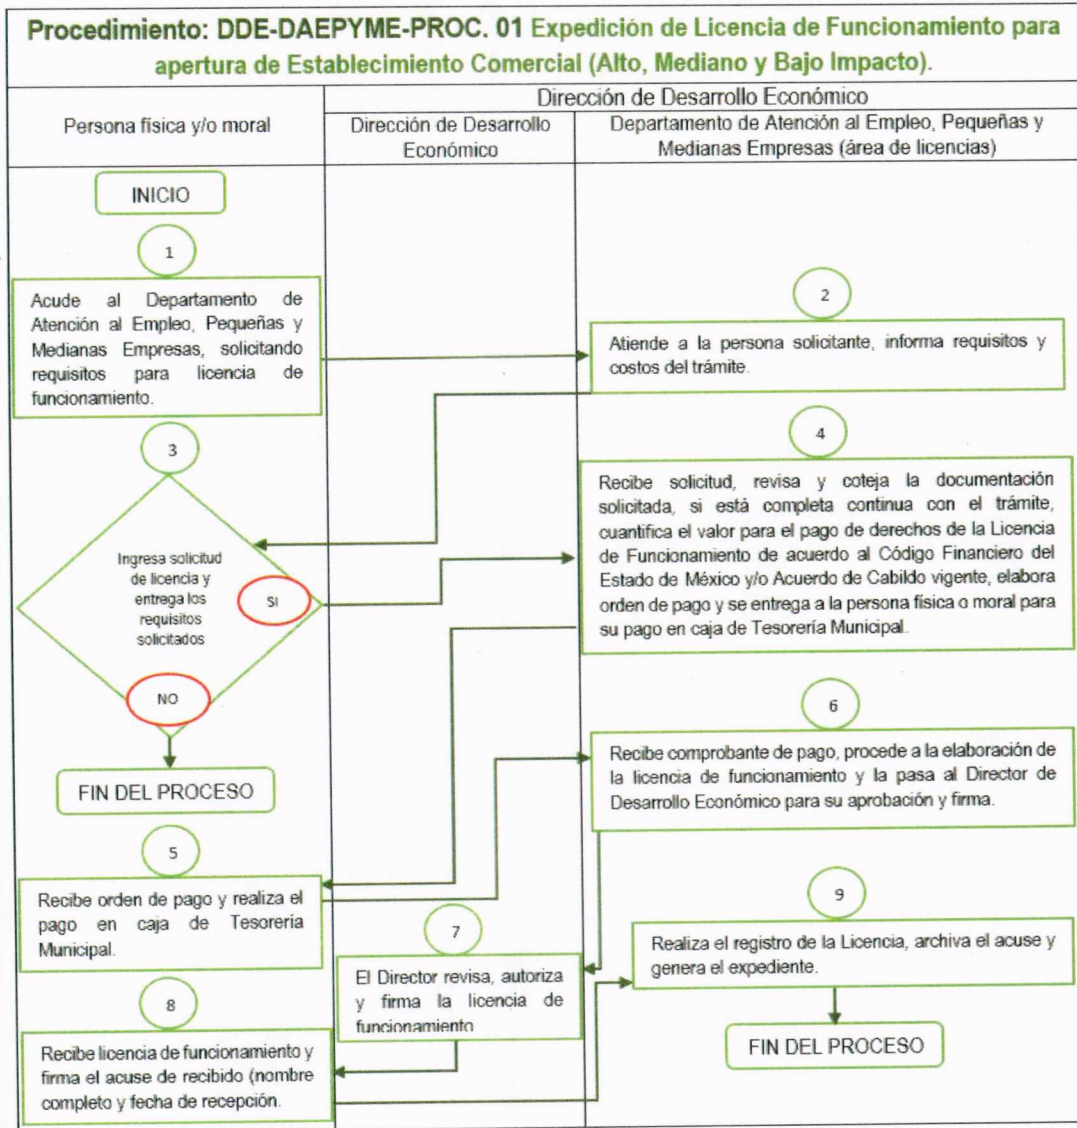 Procedimiento: DDE-DAEPYME-PROC. 01 Expedición de Licencia de Funcionamiento para
apertura de Establecimiento Comercial (Alto, Mediano y Bajo Impacto).
Persona física y/o moral
Dirección de Desarrollo Económico
Dirección de Desarrollo
Económico
Departamento de Atención al Empleo, Pequeñas y
Medianas Empresas (área de licencias)
INICIO
1
Acude al Departamento de
Atención al Empleo, Pequeñas y
Medianas Empresas, solicitando
requisitos para licencia de
funcionamiento.
2
Atiende a la persona solicitante, informa requisitos y
costos del trámite.
3
Ingresa solicitud
de licencia y
entrega los
requisitos
solicitados
SI
NO
FIN DEL PROCESO
4
Recibe solicitud, revisa y coteja la documentación
solicitada, si está completa continua con el trámite,
cuantifica el valor para el pago de derechos de la Licencia
de Funcionamiento de acuerdo al Código Financiero del
Estado de México y/o Acuerdo de Cabildo vigente, elabora
orden de pago y se entrega a la persona física o moral para
su pago en caja de Tesorería Municipal.
5
Recibe orden de pago y realiza el
pago en caja de Tesorería
Municipal.
6
Recibe comprobante de pago, procede a la elaboración de
la licencia de funcionamiento y la pasa al Director de
Desarrollo Económico para su aprobación y firma.
7
El Director revisa, autoriza
y firma la licencia de
funcionamiento
8
Recibe licencia de funcionamiento y
firma el acuse de recibido (nombre
completo y fecha de recepción.
9
Realiza el registro de la Licencia, archiva el acuse y
genera el expediente.
FIN DEL PROCESO